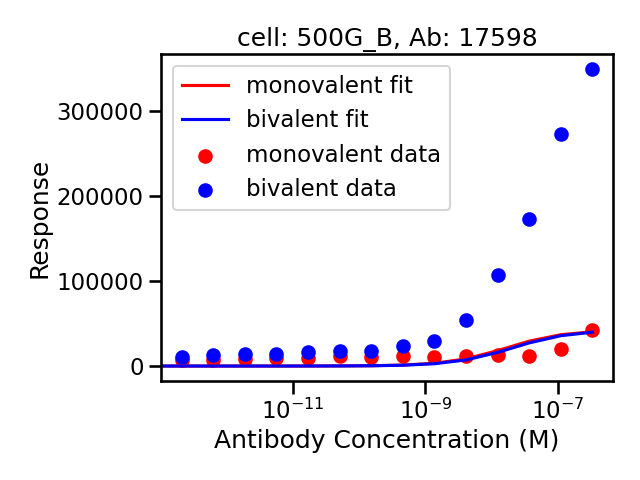 cell: 500G_B, Ab: 17598
monovalent fit
bivalent fit
monovalent data
bivalent data
Response
300000
200000
100000
0
10⁻¹¹
10⁻⁹
10⁻⁷
Antibody Concentration (M)